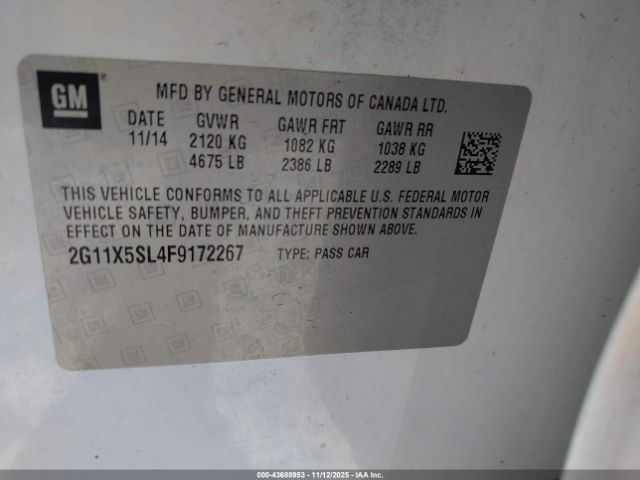 GM
MFD BY GENERAL MOTORS OF CANADA LTD.
DATE GVWR GAWR FRT GAWR RR
11/14 2120 KG 1082 KG 1038 KG
4675 LB 2386 LB 2289 LB
THIS VEHICLE CONFORMS TO ALL APPLICABLE U.S. FEDERAL MOTOR
VEHICLE SAFETY, BUMPER, AND THEFT PREVENTION STANDARDS IN
EFFECT ON THE DATE OF MANUFACTURE SHOWN ABOVE.
2G11X5SL4F9172267 TYPE: PASS CAR
000-43688953 - 11/12/2025 - IAA Corp.